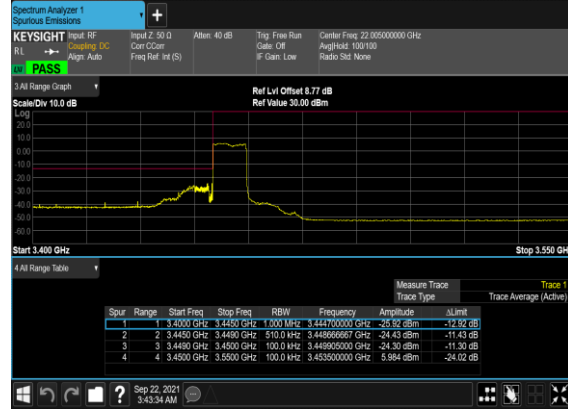 Spectrum Analyzer 1
Spurious Emissions
KEYSIGHT Input: RF Input Z: 50 Ω Atten: 40 dB Trig: Free Run Center Freq: 22.005000000 GHz
RL Coupling: DC Corr CCorr Gate: Off Avg|Hold: 100/100
Align: Auto Freq Ref: Int (S) IF Gain: Low Radio Std: None
PASS
3 All Range Graph
Ref Lvl Offset 8.77 dB
Scale/Div 10.0 dB Ref Value 30.00 dBm
Log
20.0
10.0
0.00
-10.0
-20.0
-30.0
-40.0
-50.0
-60.0
Start 3.400 GHz Stop 3.550 GH
4 All Range Table
Measure Trace Trace 1
Trace Type Trace Average (Active)
Spur Range Start Freq Stop Freq RBW Frequency Amplitude ΔLimit
1 1 3.4000 GHz 3.4450 GHz 1.000 MHz 3.444700000 GHz -25.92 dBm -12.92 dB
2 2 3.4450 GHz 3.4490 GHz 510.0 kHz 3.448666667 GHz -24.43 dBm -11.43 dB
3 3 3.4490 GHz 3.4500 GHz 100.0 kHz 3.449905000 GHz -24.30 dBm -11.30 dB
4 4 3.4500 GHz 3.5500 GHz 100.0 kHz 3.453500000 GHz 5.984 dBm -24.02 dB
?
Sep 22, 2021
3:43:34 AM